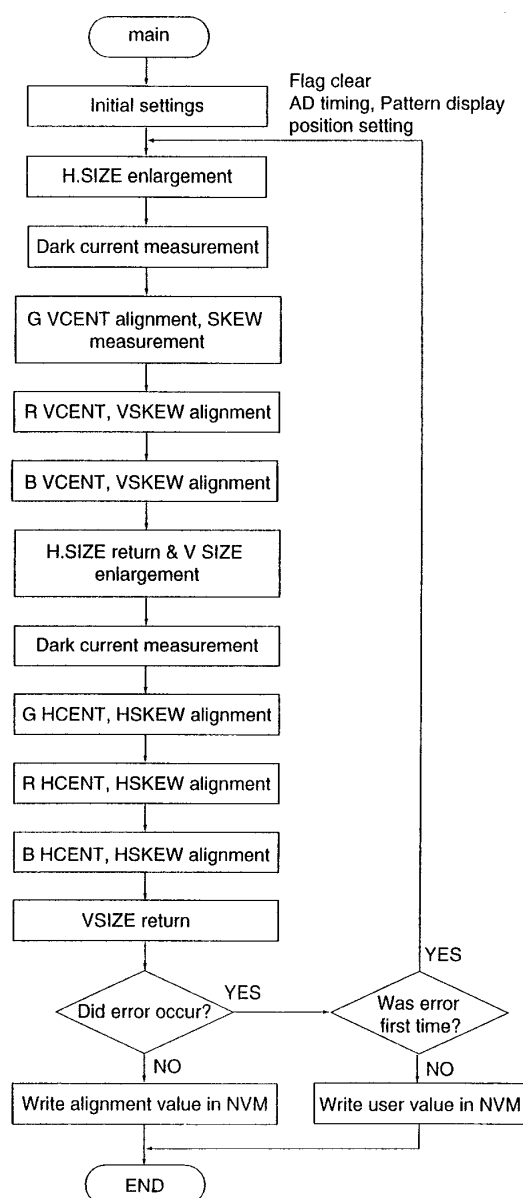 main
Initial settings
Flag clear
AD timing, Pattern display
position setting
H.SIZE enlargement
Dark current measurement
G VCENT alignment, SKEW
measurement
R VCENT, VSKEW alignment
B VCENT, VSKEW alignment
H.SIZE return & V SIZE
enlargement
Dark current measurement
G HCENT, HSKEW alignment
R HCENT, HSKEW alignment
B HCENT, HSKEW alignment
VSIZE return
Did error occur?
YES
Was error
first time?
YES
NO
NO
Write alignment value in NVM
Write user value in NVM
END